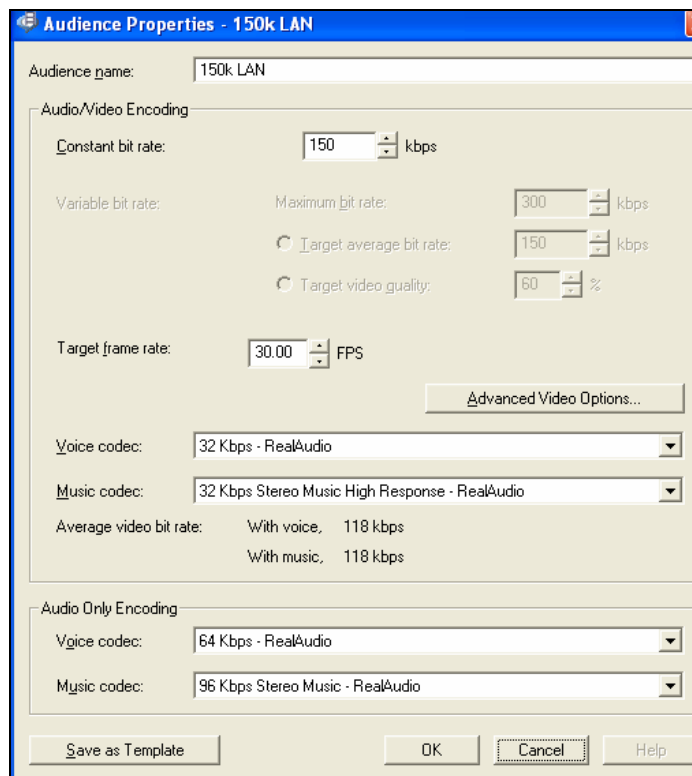 Audience Properties - 150k LAN
Audience name: 150k LAN
Audio/Video Encoding
Constant bit rate: 150 kbps
Variable bit rate: Maximum bit rate: 300 kbps
Target average bit rate: 150 kbps
Target video quality: 60 %
Target frame rate: 30.00 FPS
Advanced Video Options...
Voice codec: 32 Kbps - RealAudio
Music codec: 32 Kbps Stereo Music High Response - RealAudio
Average video bit rate: With voice, 118 kbps
With music, 118 kbps
Audio Only Encoding
Voice codec: 64 Kbps - RealAudio
Music codec: 96 Kbps Stereo Music - RealAudio
Save as Template OK Cancel Help